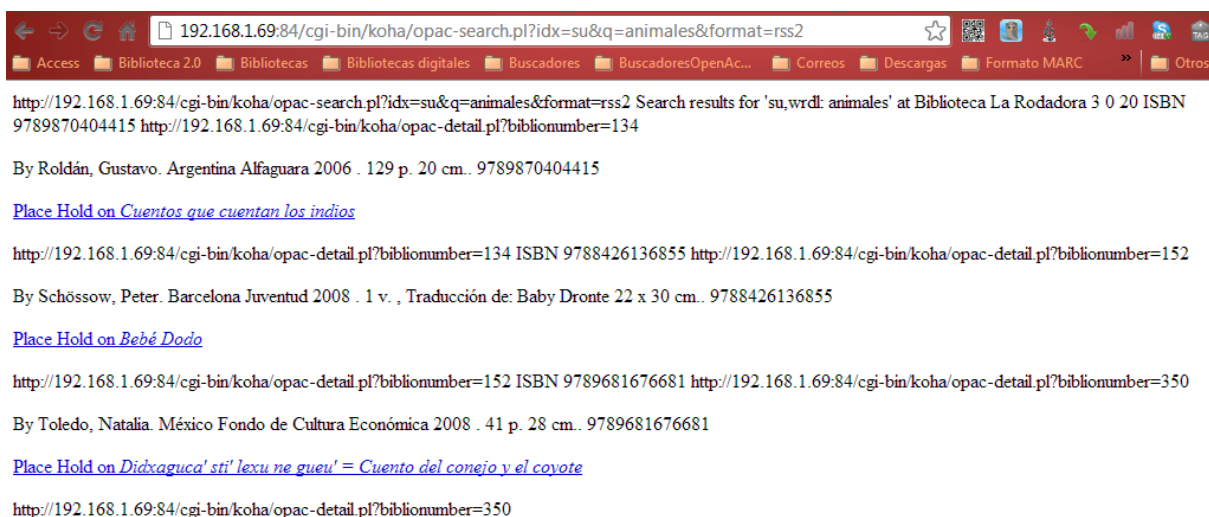 192.168.1.69:84/cgi-bin/koha/opac-search.pl?idx=su&q=animales&format=rss2
Access Biblioteca 2.0 Bibliotecas Bibliotecas digitales Buscadores BuscadoresOpenAc... Correos Descargas Formato MARC » Otros
http://192.168.1.69:84/cgi-bin/koha/opac-search.pl?idx=su&q=animales&format=rss2 Search results for 'su,wrdl: animales' at Biblioteca La Rodadora 3 0 20 ISBN
9789870404415 http://192.168.1.69:84/cgi-bin/koha/opac-detail.pl?biblionumber=134
By Roldán, Gustavo. Argentina Alfaguara 2006 . 129 p. 20 cm.. 9789870404415
Place Hold on Cuentos que cuentan los indios
http://192.168.1.69:84/cgi-bin/koha/opac-detail.pl?biblionumber=134 ISBN 9788426136855 http://192.168.1.69:84/cgi-bin/koha/opac-detail.pl?biblionumber=152
By Schössow, Peter. Barcelona Juventud 2008 . 1 v. , Traducción de: Baby Dronte 22 x 30 cm.. 9788426136855
Place Hold on Bebé Dodo
http://192.168.1.69:84/cgi-bin/koha/opac-detail.pl?biblionumber=152 ISBN 9789681676681 http://192.168.1.69:84/cgi-bin/koha/opac-detail.pl?biblionumber=350
By Toledo, Natalia. México Fondo de Cultura Económica 2008 . 41 p. 28 cm.. 9789681676681
Place Hold on Didxaguca' sti' lexu ne gueu' = Cuento del conejo y el coyote
http://192.168.1.69:84/cgi-bin/koha/opac-detail.pl?biblionumber=350